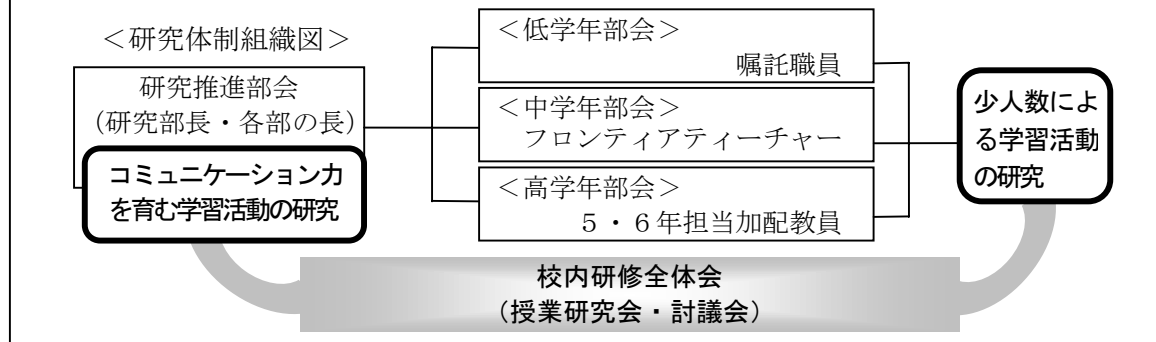 ＜研究体制組織図＞
研究推進部会
（研究部長・各部の長）
コミュニケーション力
を育む学習活動の研究
＜低学年部会＞
嘱託職員
＜中学年部会＞
フロンティアティーチャー
＜高学年部会＞
５・６年担当加配教員
少人数によ
る学習活動
の研究
校内研修全体会
（授業研究会・討議会）